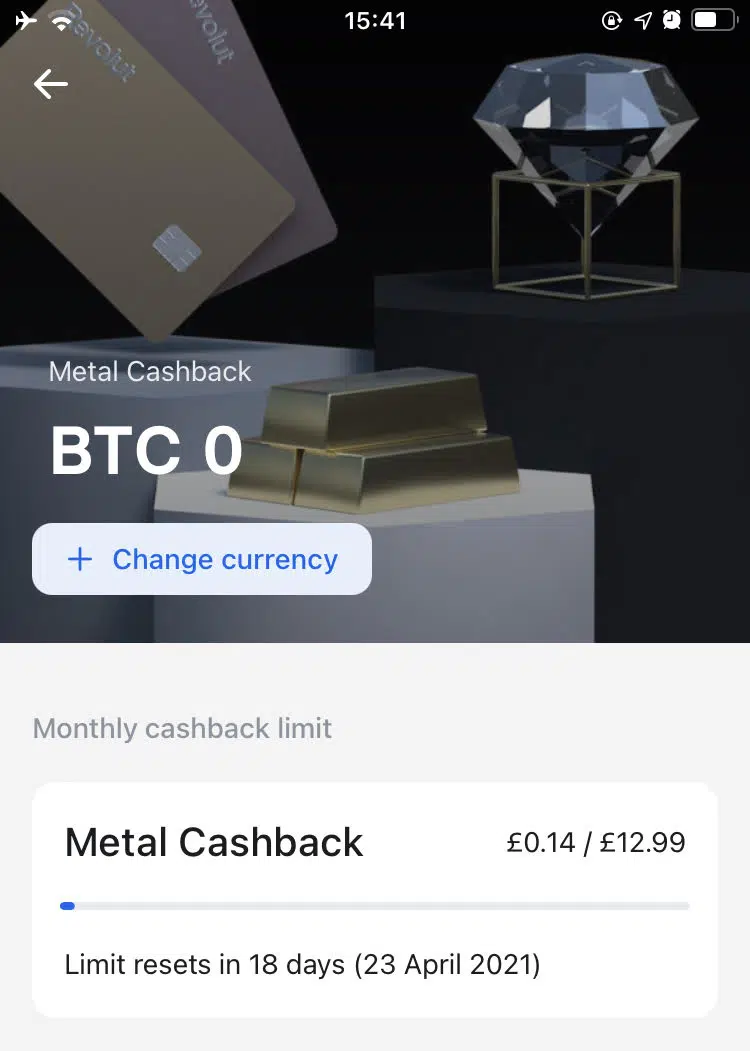 15:41
Revolut
evolut
Metal Cashback
BTC 0
+ Change currency
Monthly cashback limit
Metal Cashback £0.14 / £12.99
Limit resets in 18 days (23 April 2021)